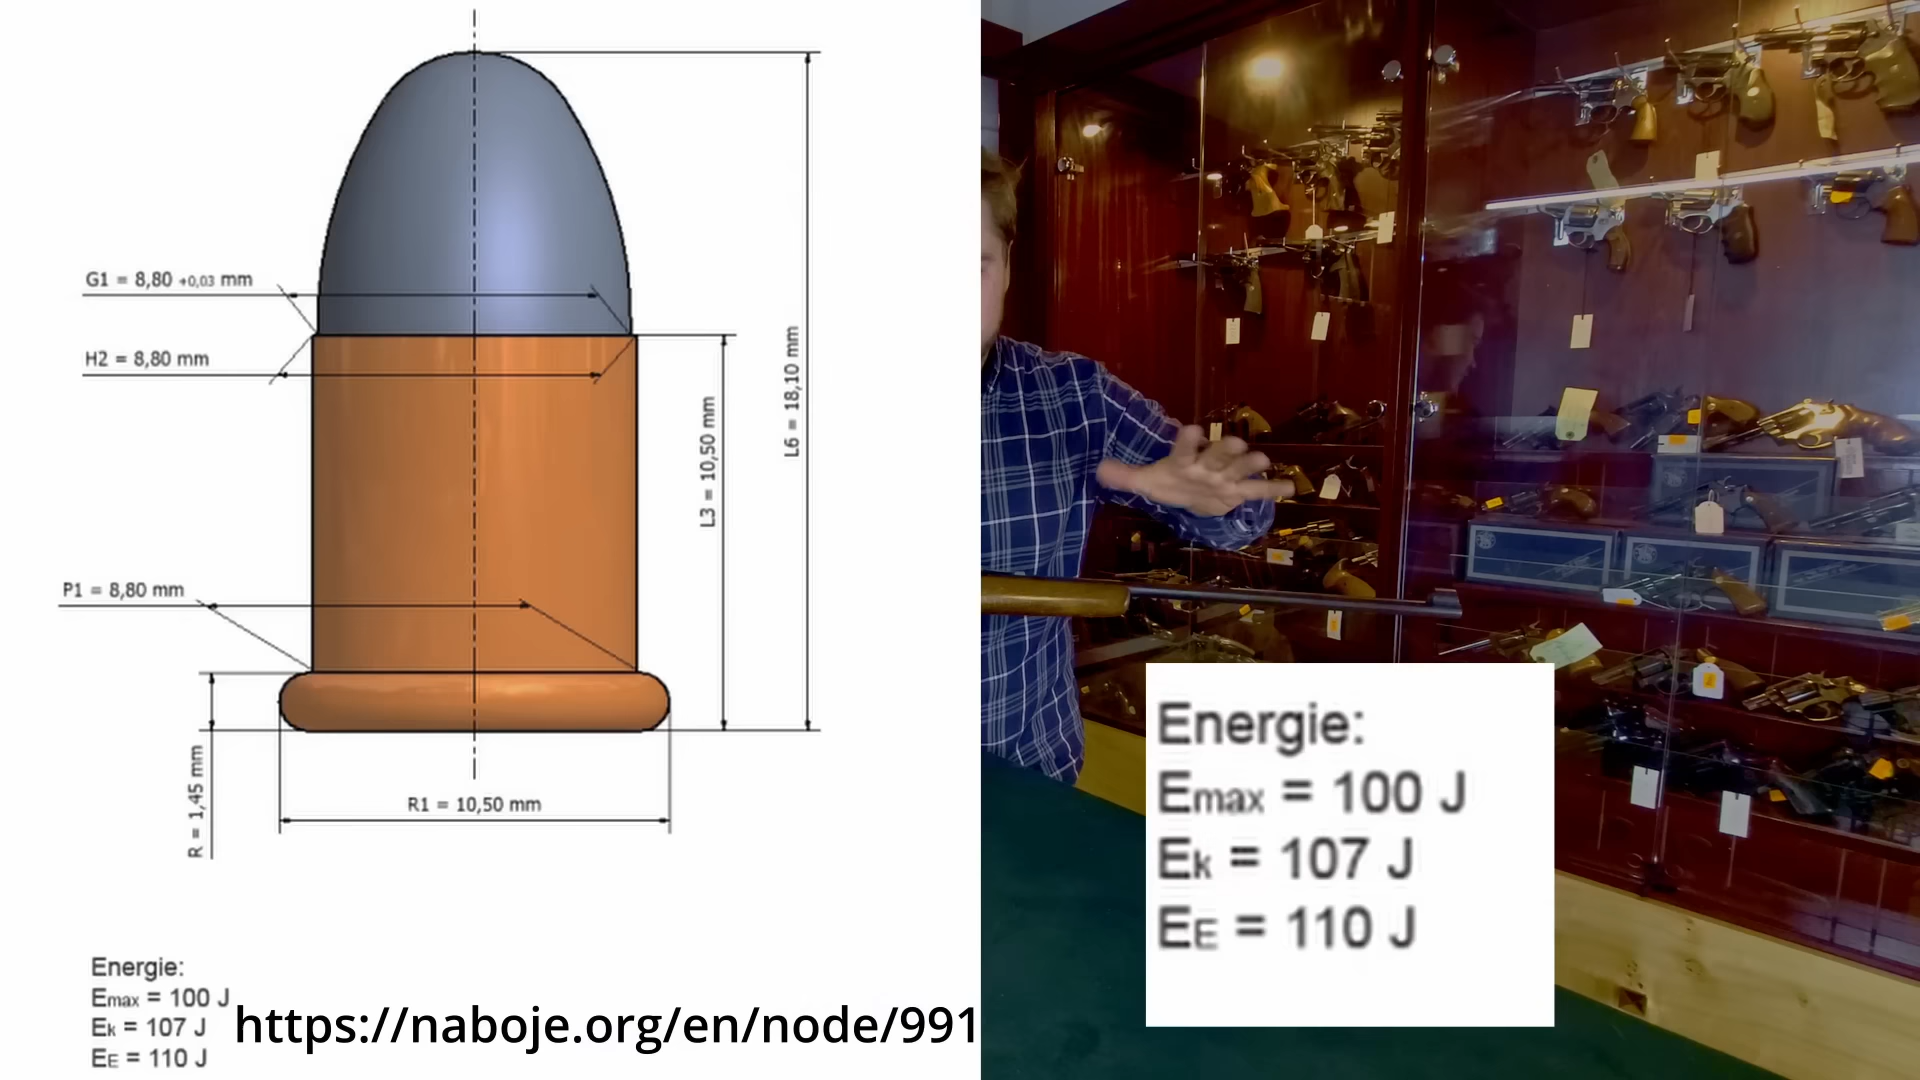 G1 = 8,80 +0,03 mm
H2 = 8,80 mm
P1 = 8,80 mm
L3 = 10,50 mm
L6 = 18,10 mm
R = 1,45 mm
R1 = 10,50 mm
Energie:
Emax = 100 J
Ek = 107 J
EE = 110 J
https://naboje.org/en/node/991
Energie:
Emax = 100 J
Ek = 107 J
EE = 110 J